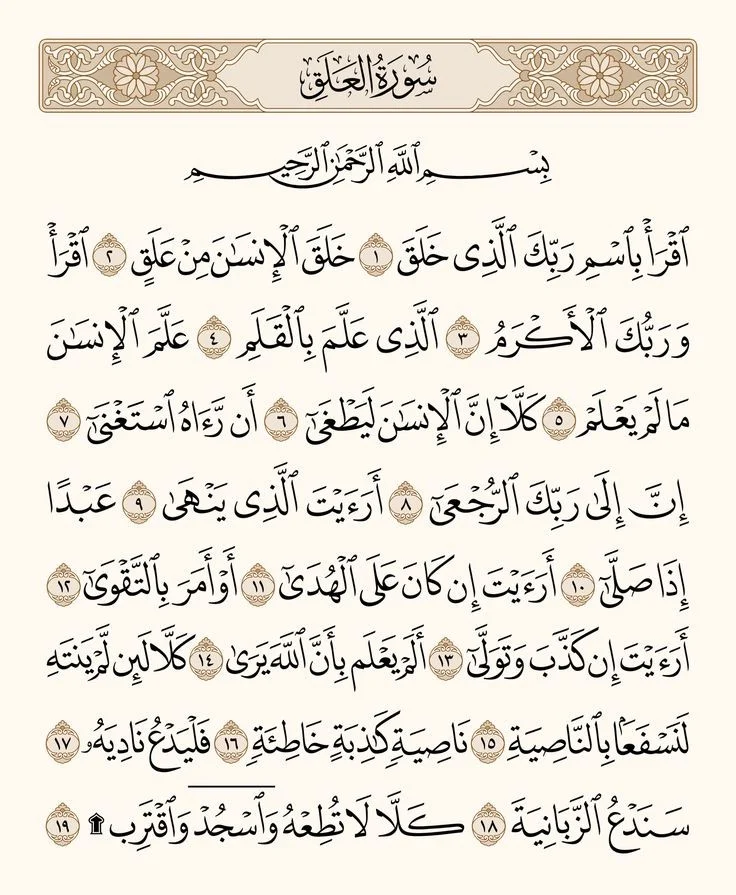 سُورَةُ العَلَقِ
بِسْمِ ٱللَّهِ ٱلرَّحْمَٰنِ ٱلرَّحِيمِ
ٱقْرَأْ بِٱسْمِ رَبِّكَ ٱلَّذِى خَلَقَ ١ خَلَقَ ٱلْإِنسَٰنَ مِنْ عَلَقٍ ٢ ٱقْرَأْ
وَرَبُّكَ ٱلْأَكْرَمُ ٣ ٱلَّذِى عَلَّمَ بِٱلْقَلَمِ ٤ عَلَّمَ ٱلْإِنسَٰنَ
مَا لَمْ يَعْلَمْ ٥ كَلَّآ إِنَّ ٱلْإِنسَٰنَ لَيَطْغَىٰٓ ٦ أَن رَّءَاهُ ٱسْتَغْنَىٰٓ ٧
إِنَّ إِلَىٰ رَبِّكَ ٱلرُّجْعَىٰٓ ٨ أَرَءَيْتَ ٱلَّذِى يَنْهَىٰ ٩ عَبْدًا
إِذَا صَلَّىٰٓ ١٠ أَرَءَيْتَ إِن كَانَ عَلَى ٱلْهُدَىٰٓ ١١ أَوْ أَمَرَ بِٱلتَّقْوَىٰٓ ١٢
أَرَءَيْتَ إِن كَذَّبَ وَتَوَلَّىٰٓ ١٣ أَلَمْ يَعْلَم بِأَنَّ ٱللَّهَ يَرَىٰ ١٤ كَلَّا لَئِن لَّمْ يَنتَهِ
لَنَسْفَعًۢا بِٱلنَّاصِيَةِ ١٥ نَاصِيَةٍ كَٰذِبَةٍ خَاطِئَةٍ ١٦ فَلْيَدْعُ نَادِيَهُۥ ١٧
سَنَدْعُ ٱلزَّبَانِيَةَ ١٨ كَلَّا لَا تُطِعْهُ وَٱسْجُدْ وَٱقْتَرِب ۩ ١٩